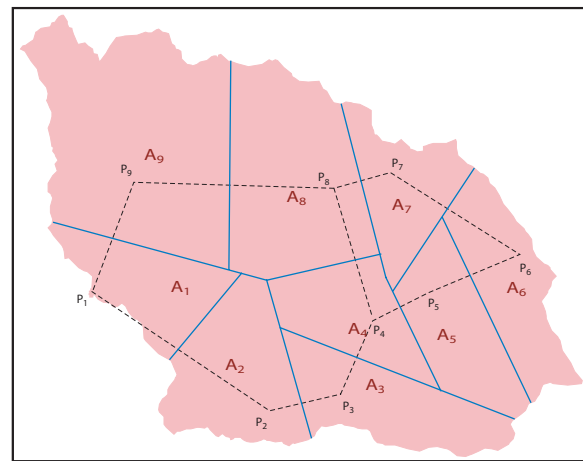 A₉
P₉
P₇
P₈
A₈
A₇
P₆
A₁
P₁
P₅
A₆
P₄
A₄
A₅
A₂
A₃
P₃
P₂